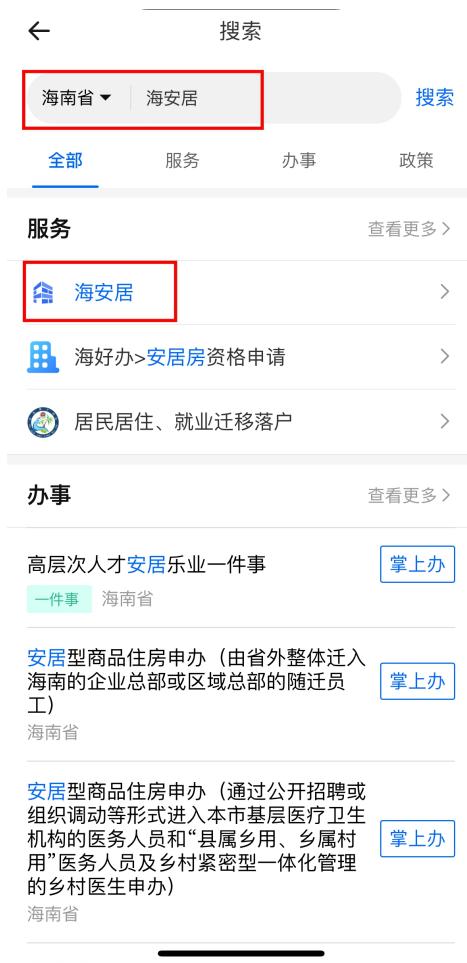 搜索
海南省 海安居 搜索
全部 服务 办事 政策
服务 查看更多
海安居
海好办>安居房资格申请
居民居住、就业迁移落户
办事 查看更多
高层次人才安居乐业一件事 掌上办
一件事 海南省
安居型商品住房申办（由省外整体迁入
海南的企业总部或区域总部的随迁员 掌上办
工）
海南省
安居型商品住房申办（通过公开招聘或
组织调动等形式进入本市基层医疗卫生
机构的医务人员和“县属乡用、乡属村 掌上办
用”医务人员及乡村紧密型一体化管理
的乡村医生申办）
海南省